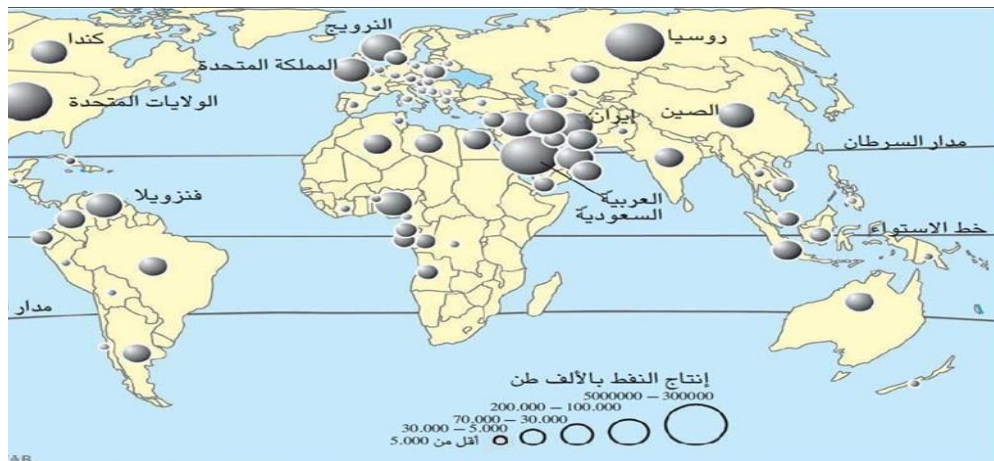 النرويج
كندا
روسيا
المملكة المتحدة
الولايات المتحدة
إيران
الصين
مدار السرطان
العربية
السعودية
فنزويلا
خط الاستواء
مدار
إنتاج النفط بالألف طن
5000000 – 300000
200.000 – 100.000
70.000 – 30.000
30.000 – 5.000
أقل من 5.000